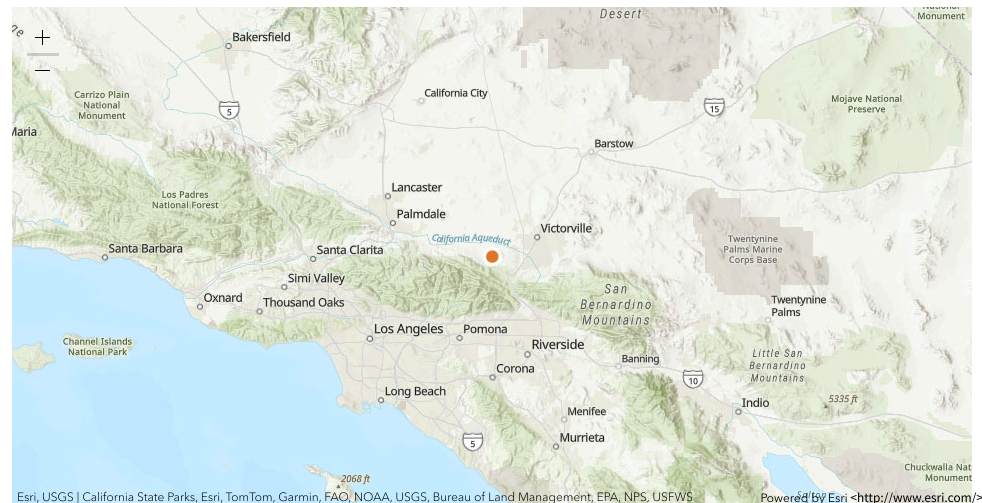 Desert
National
Monument
+
Bakersfield
−
California City
Carrizo Plain
National
Monument
5
15
Mojave National
Preserve
Maria
Barstow
Lancaster
Los Padres
National Forest
Palmdale
Victorville
California Aqueduct
Santa Barbara
Santa Clarita
Twentynine
Palms Marine
Corps Base
Simi Valley
San
Bernardino
Mountains
Oxnard
Thousand Oaks
Twentynine
Palms
Los Angeles
Pomona
Channel Islands
National Park
Riverside
Banning
Little San
Bernardino
Mountains
Corona
10
Long Beach
5335 ft
Indio
Menifee
5
Murrieta
2068 ft
Chuckwalla Nat
Monument
Salton
Esri, USGS | California State Parks, Esri, TomTom, Garmin, FAO, NOAA, USGS, Bureau of Land Management, EPA, NPS, USFWS
Powered by Esri <http://www.esri.com/>